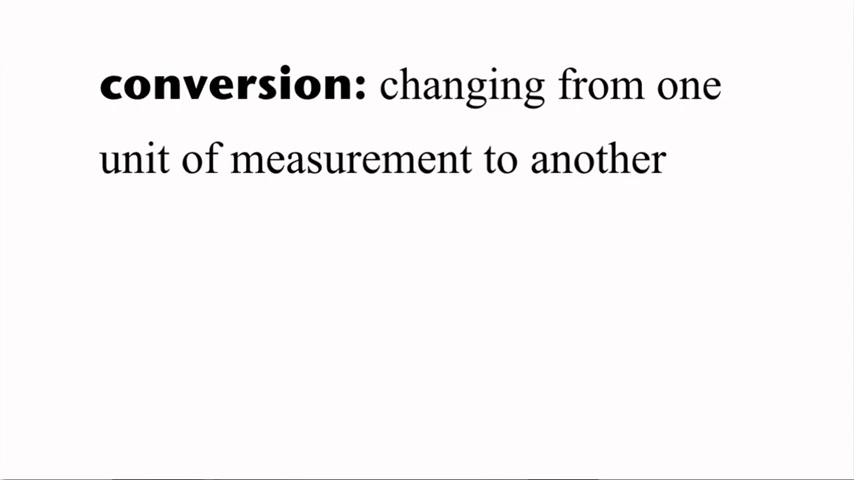 conversion: changing from one
unit of measurement to another